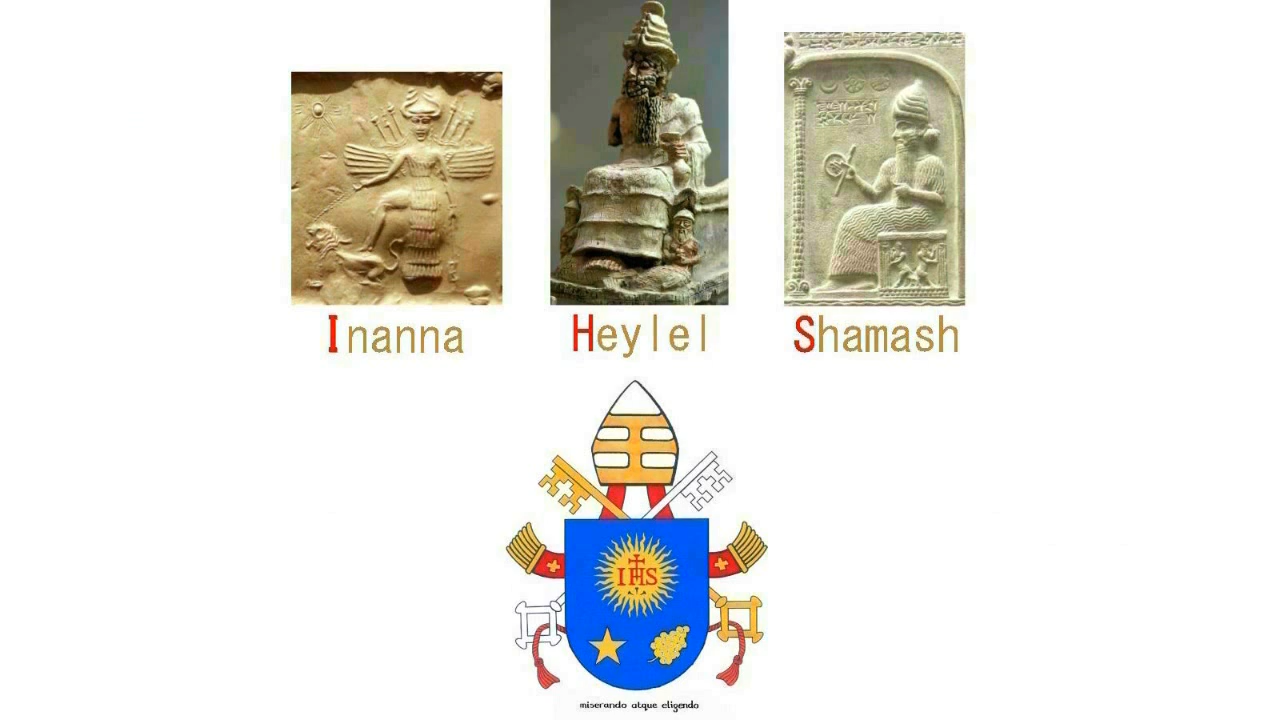 Inanna
Heylel
Shamash
IHS
miserando atque eligendo